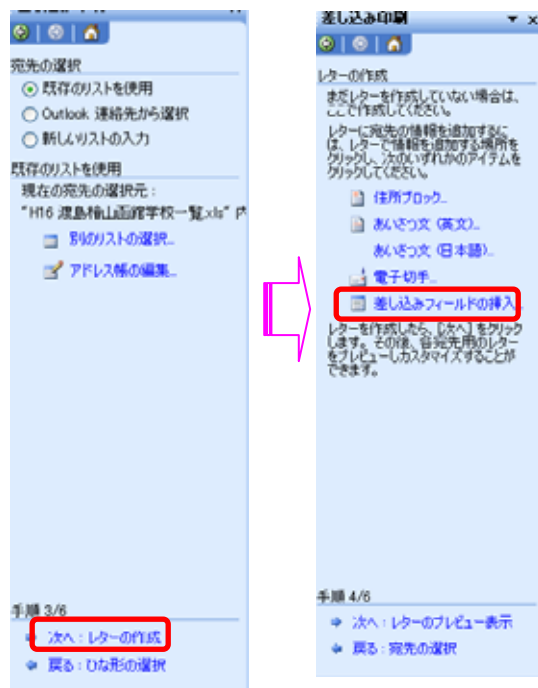 宛先の選択
既存のリストを使用
Outlook 連絡先から選択
新しいリストの入力
既存のリストを使用
現在の宛先の選択元:
"H16 渡島檜山函館学校一覧.xls" 内
別のリストの選択...
アドレス帳の編集...
手順 3/6
次へ:レターの作成
戻る:ひな形の選択
差し込み印刷
レターの作成
まだレターを作成していない場合は、
ここで作成してください。
レターに宛先の情報を追加するに
は、レターで情報を追加する場所を
クリックし、次のいずれかのアイテムを
クリックしてください。
住所ブロック...
あいさつ文 (英文)...
あいさつ文 (日本語)...
電子切手...
差し込みフィールドの挿入...
レターを作成したら、[次へ] をクリック
します。その後、各宛先用のレター
をプレビューしカスタマイズすることが
できます。
手順 4/6
次へ:レターのプレビュー表示
戻る:宛先の選択